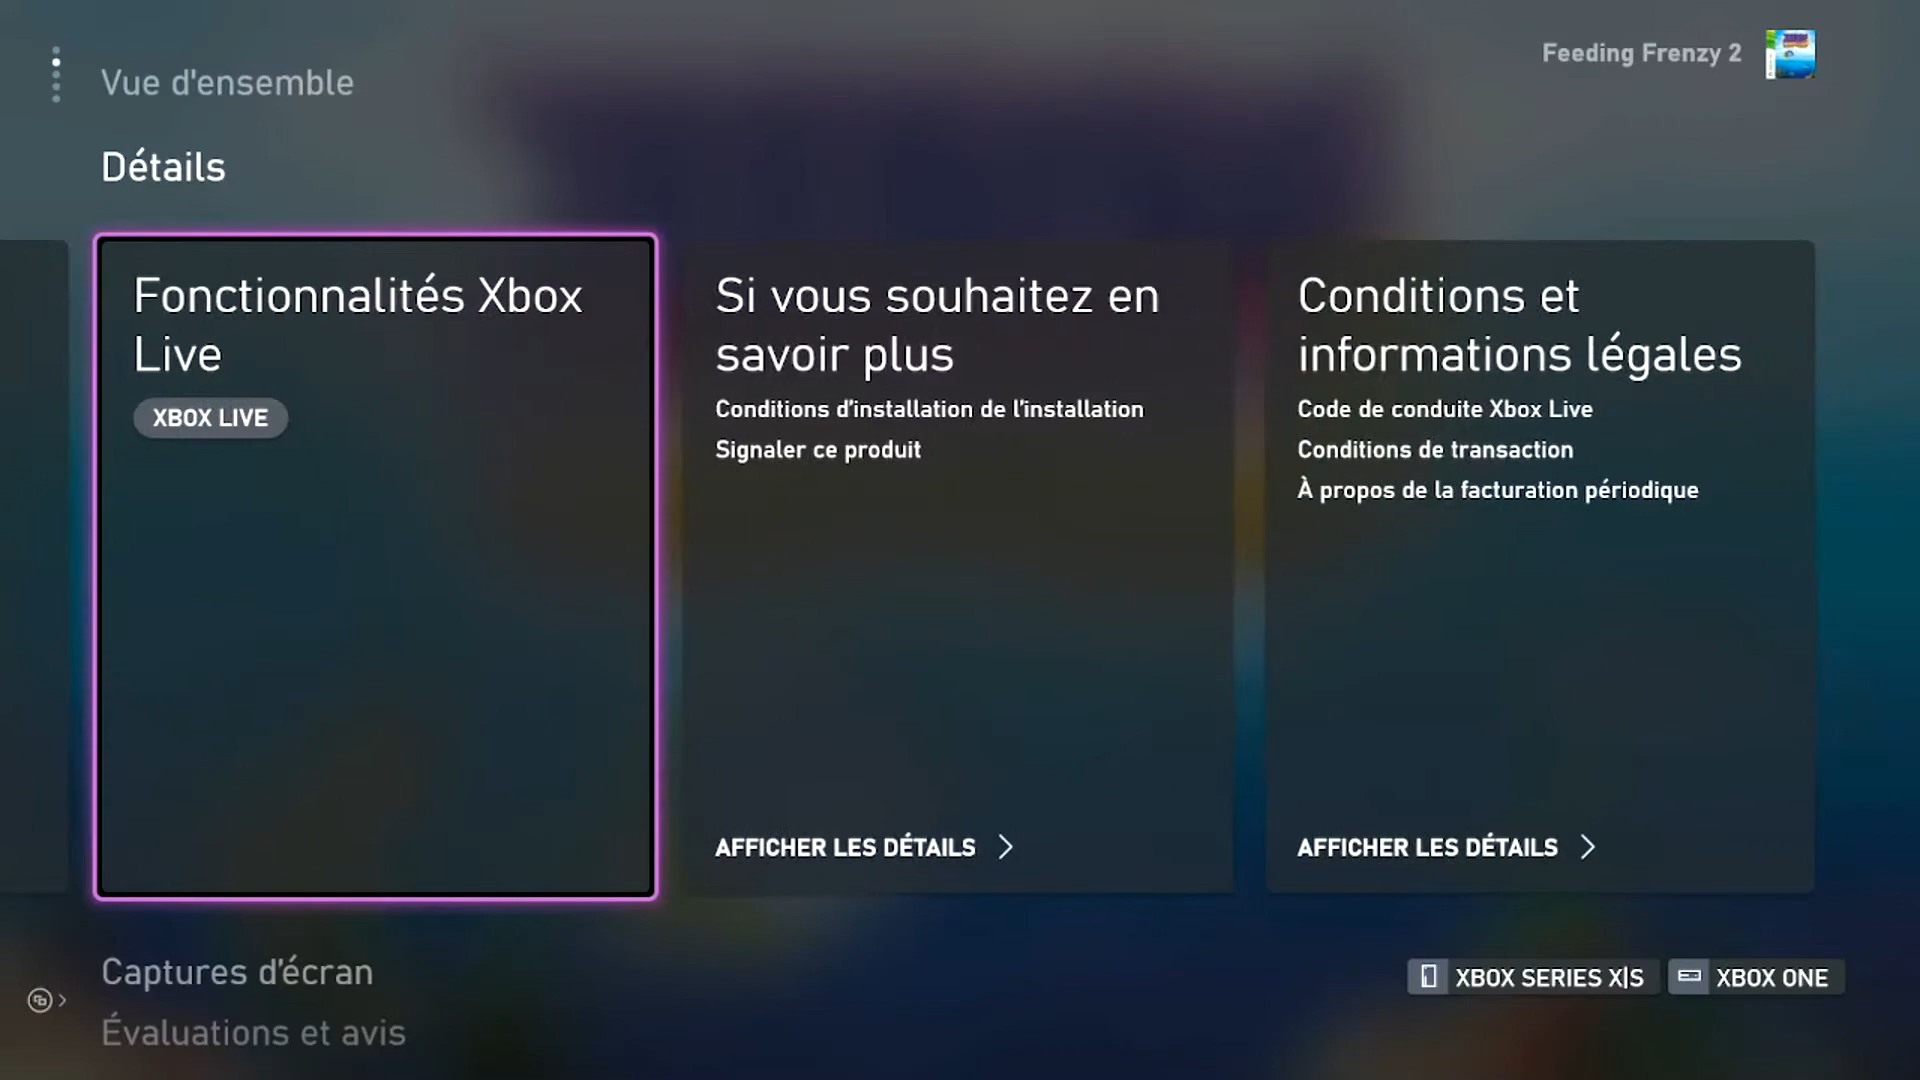 Vue d'ensemble
Feeding Frenzy 2
Détails
Fonctionnalités Xbox
Live
XBOX LIVE
Si vous souhaitez en
savoir plus
Conditions d'installation de l'installation
Signaler ce produit
AFFICHER LES DÉTAILS
Conditions et
informations légales
Code de conduite Xbox Live
Conditions de transaction
À propos de la facturation périodique
AFFICHER LES DÉTAILS
Captures d'écran
Évaluations et avis
XBOX SERIES X|S
XBOX ONE